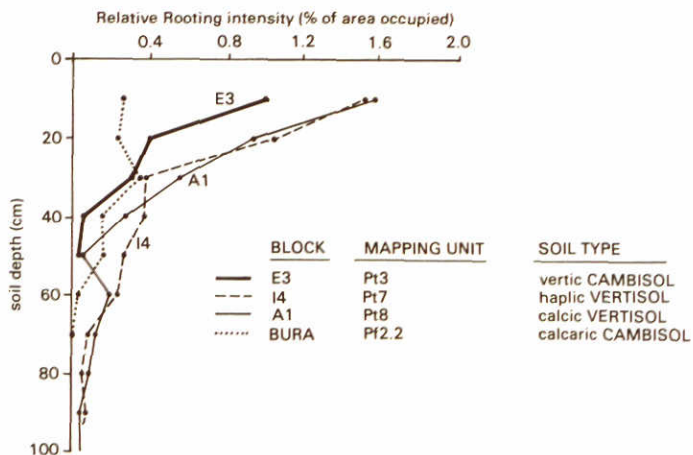 Relative Rooting intensity (% of area occupied)
0.4 0.8 1.2 1.6 2.0
0
20
40
60
80
100
soil depth (cm)
E3
A1
I4
BLOCK MAPPING UNIT SOIL TYPE
E3 Pt3 vertic CAMBISOL
I4 Pt7 haplic VERTISOL
A1 Pt8 calcic VERTISOL
BURA Pf2.2 calcaric CAMBISOL